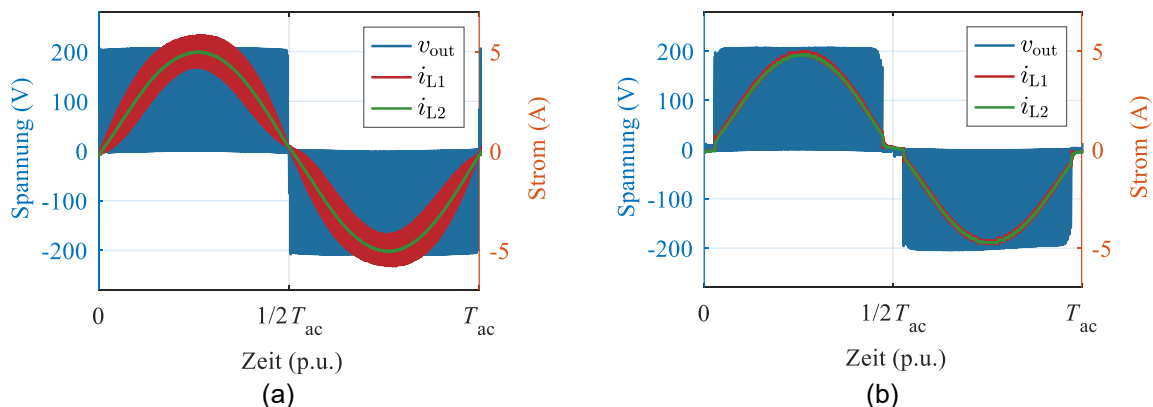 200
100
0
-100
-200
Spannung (V)
5
0
-5
Strom (A)
v_out
i_L1
i_L2
0
1/2 T_ac
T_ac
Zeit (p.u.)
(a)
200
100
0
-100
-200
Spannung (V)
5
0
-5
Strom (A)
v_out
i_L1
i_L2
0
1/2 T_ac
T_ac
Zeit (p.u.)
(b)